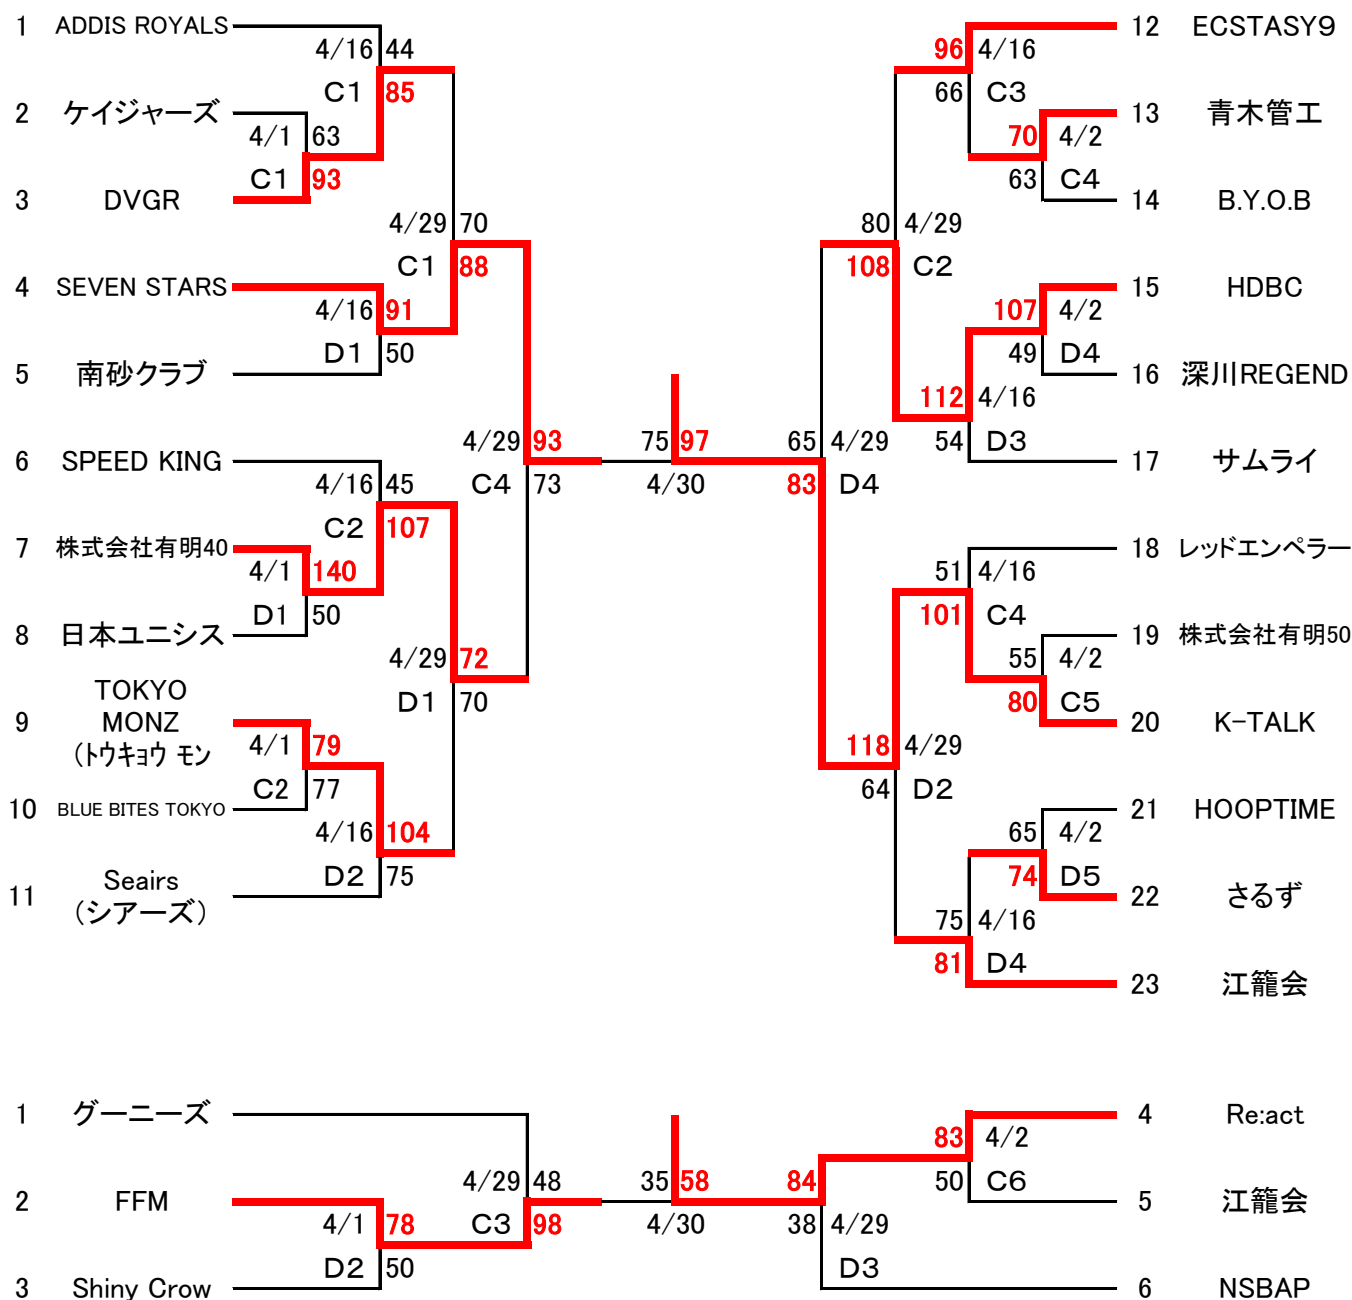 1 ADDIS ROYALS
4/16 44
C1 85
2 ケイジャーズ
4/1 63
C1 93
3 DVGR
4/29 70
C1 88
4 SEVEN STARS
4/16 91
D1 50
5 南砂クラブ
4/29 93
C4 73
6 SPEED KING
4/16 45
C2 107
7 株式会社有明40
4/1 140
D1 50
8 日本ユニシス
4/29 72
D1 70
9 TOKYO
MONZ
(トウキョウ モン
4/1 79
C2 77
10 BLUE BITES TOKYO
4/16 104
D2 75
11 Seairs
(シアーズ)
75 97
4/30
12 ECSTASY9
96 4/16
66 C3
13 青木管工
70 4/2
63 C4
14 B.Y.O.B
80 4/29
108 C2
15 HDBC
107 4/2
49 D4
16 深川REGEND
112 4/16
54 D3
17 サムライ
65 4/29
83 D4
18 レッドエンペラー
51 4/16
101 C4
19 株式会社有明50
55 4/2
80 C5
20 K-TALK
118 4/29
64 D2
21 HOOPTIME
65 4/2
74 D5
22 さるず
75 4/16
81 D4
23 江籠会
1 グーニーズ
4/29 48
C3 98
2 FFM
4/1 78
D2 50
3 Shiny Crow
35 58
4/30
4 Re:act
83 4/2
50 C6
5 江籠会
84
38 4/29
D3
6 NSBAP